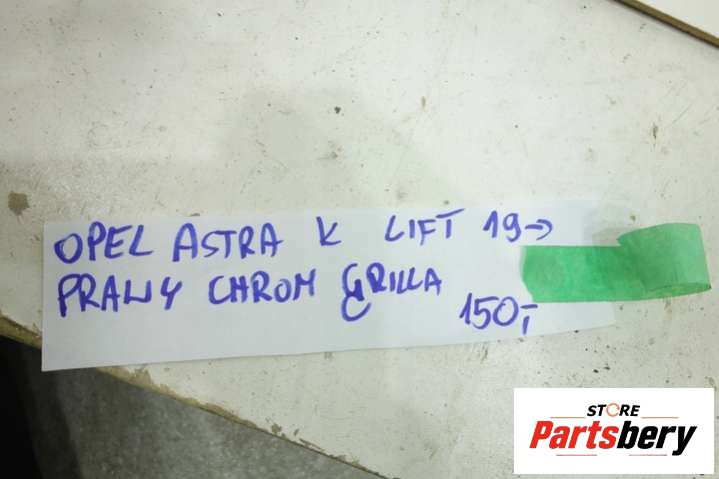 OPEL ASTRA K LIFT 19→
PRAWY CHROM GRILLA
150,-
STORE
Partsbery